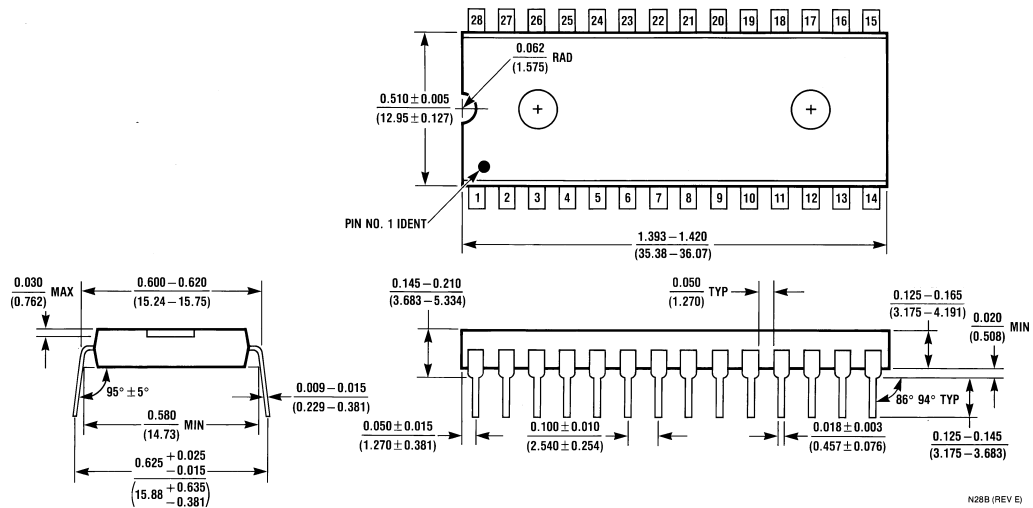 28 27 26 25 24 23 22 21 20 19 18 17 16 15
0.062
(1.575)
RAD
0.510 ± 0.005
(12.95 ± 0.127)
1 2 3 4 5 6 7 8 9 10 11 12 13 14
PIN NO. 1 IDENT
1.393 – 1.420
(35.38 – 36.07)
0.030
(0.762)
MAX
0.600 – 0.620
(15.24 – 15.75)
95° ± 5°
0.009 – 0.015
(0.229 – 0.381)
0.580
(14.73)
MIN
0.625 +0.025
–0.015
(15.88 +0.635
–0.381)
0.145 – 0.210
(3.683 – 5.334)
0.050
(1.270)
TYP
0.125 – 0.165
(3.175 – 4.191)
0.020
(0.508)
MIN
86° 94° TYP
0.050 ± 0.015
(1.270 ± 0.381)
0.100 ± 0.010
(2.540 ± 0.254)
0.018 ± 0.003
(0.457 ± 0.076)
0.125 – 0.145
(3.175 – 3.683)
N28B (REV E)